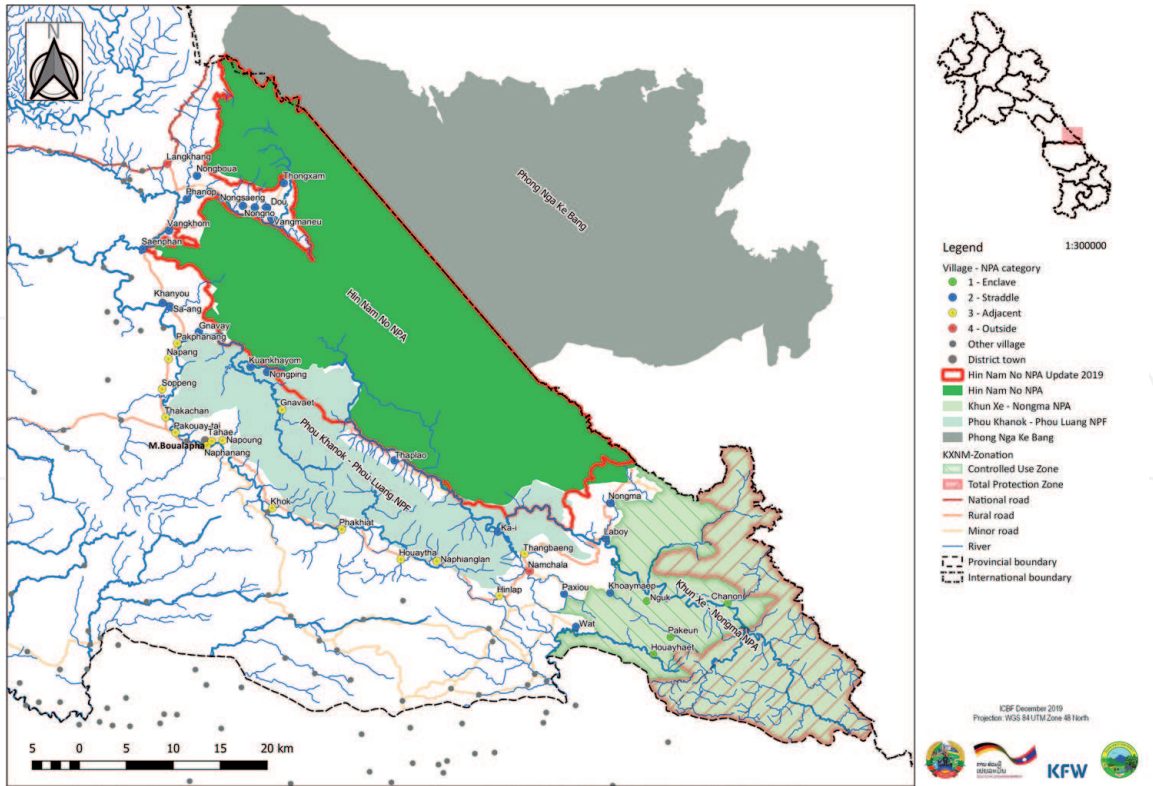 N
Langkhang
Nongboua
Thongxam
Phanop
Nongsaeng
Dou
Nongno
Vangmaneu
Vangkhom
Saenphan
Phong Nga Ke Bang
Hin Nam No NPA
Khanyou
Sa-ang
Gnavay
Pakphanang
Napang
Kuankhayom
Nongping
Soppeng
Gnavaet
Thakachan
Pakouay-tai
Tahae
Napoung
M.Boualapha
Naphanang
Phou Khanok - Phou Luang NPF
Thaplao
Khok
Phakhiat
Nongma
Ka-i
Laboy
Thangbaeng
Houaytha
Naphianglan
Namchala
Hinlap
Paxiou
Khoaymaep
Nguk
Chanon
Khun Xe - Nongma NPA
Wat
Pakeun
Houayhaet
5 0 5 10 15 20 km
Legend 1:300000
Village - NPA category
1 - Enclave
2 - Straddle
3 - Adjacent
4 - Outside
Other village
District town
Hin Nam No NPA Update 2019
Hin Nam No NPA
Khun Xe - Nongma NPA
Phou Khanok - Phou Luang NPF
Phong Nga Ke Bang
KXNM-Zonation
Controlled Use Zone
Total Protection Zone
National road
Rural road
Minor road
River
Provincial boundary
International boundary
ICBF December 2019
Projection: WGS 84 UTM Zone 48 North
KFW